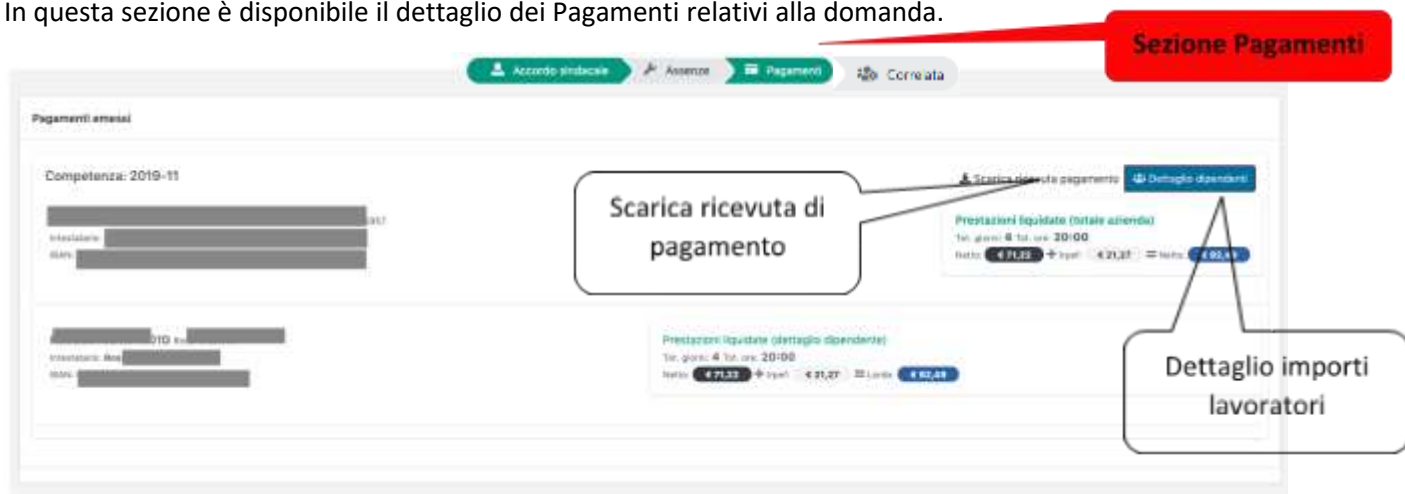 In questa sezione è disponibile il dettaglio dei Pagamenti relativi alla domanda.
Sezione Pagamenti
Accordo sindacale Assenze Pagamenti Correlata
Pagamenti emessi
Competenza: 2019-11
Scarica ricevuta pagamento Dettaglio dipendenti
Scarica ricevuta di
pagamento
Intestatario:
IBAN:
Prestazioni liquidate (totale azienda)
Tot. giorni: Tot. ore: 20:00
Netto: € 71,22 + Irpef: € 21,27 = Netto:
Intestatario:
IBAN:
Prestazioni liquidate (dettaglio dipendente)
Tot. giorni: 4 Tot. ore: 20:00
Netto: € 71,22 + Irpef: € 21,27 = Lordo: € 92,49
Dettaglio importi
lavoratori